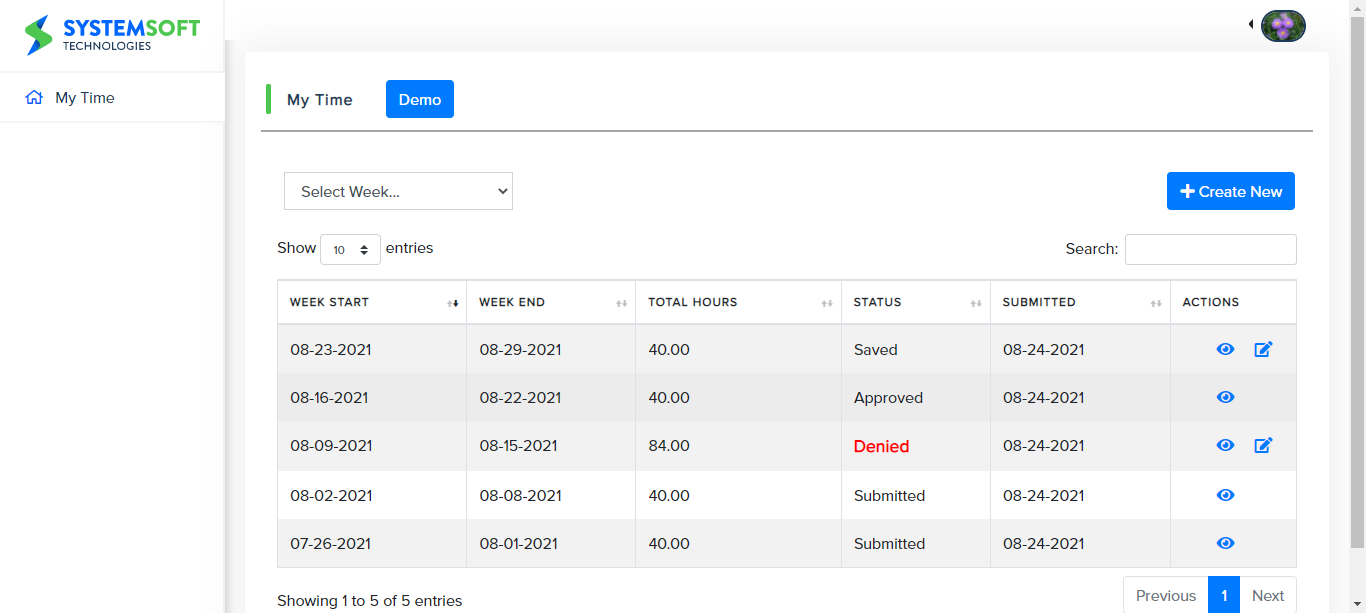 SYSTEMSOFT
TECHNOLOGIES
My Time
My Time Demo
Select Week... Create New
Show 10 entries Search:
WEEK START WEEK END TOTAL HOURS STATUS SUBMITTED ACTIONS
08-23-2021 08-29-2021 40.00 Saved 08-24-2021
08-16-2021 08-22-2021 40.00 Approved 08-24-2021
08-09-2021 08-15-2021 84.00 Denied 08-24-2021
08-02-2021 08-08-2021 40.00 Submitted 08-24-2021
07-26-2021 08-01-2021 40.00 Submitted 08-24-2021
Showing 1 to 5 of 5 entries Previous 1 Next